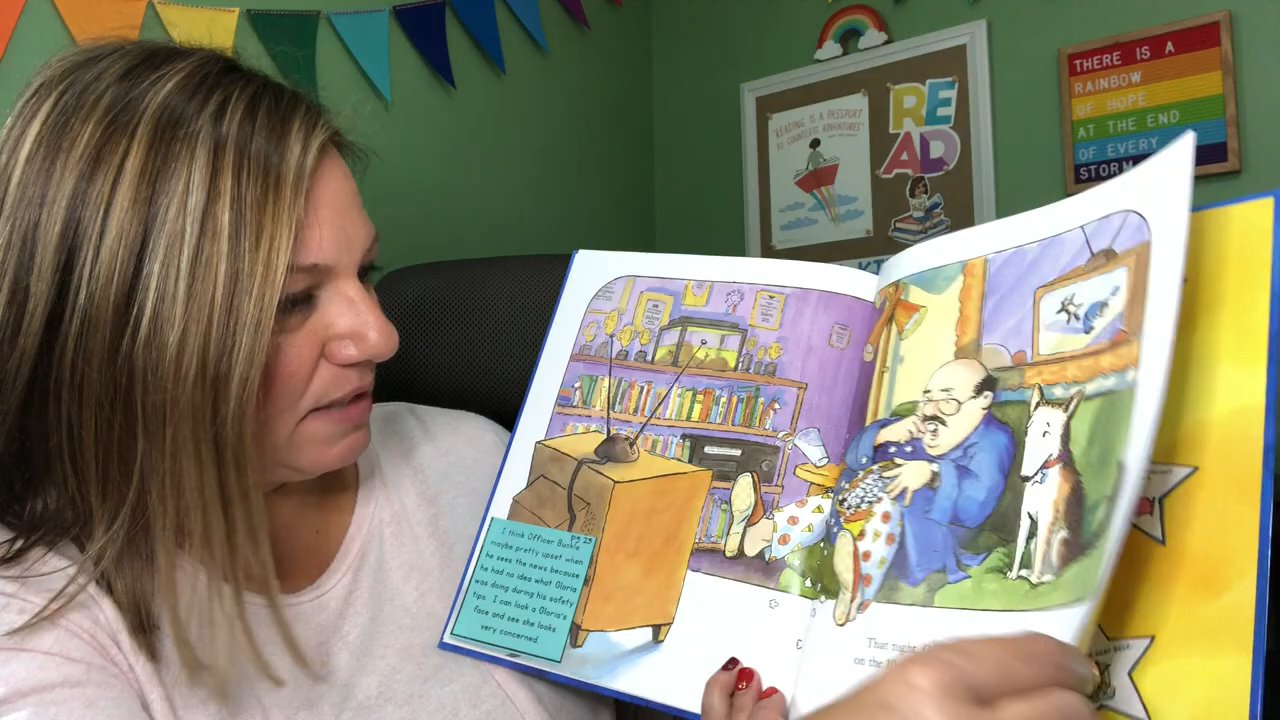 "READING IS A PASSPORT
TO COUNTLESS ADVENTURES"
READ
THERE IS A
RAINBOW
OF HOPE
AT THE END
OF EVERY
STORM
pg 25
I think Officer Buckle
maybe pretty upset when
he sees the news because
he had no idea what Gloria
was doing during his safety
tips. I can look a Gloria's
face and see she looks
very concerned.
That night
on the